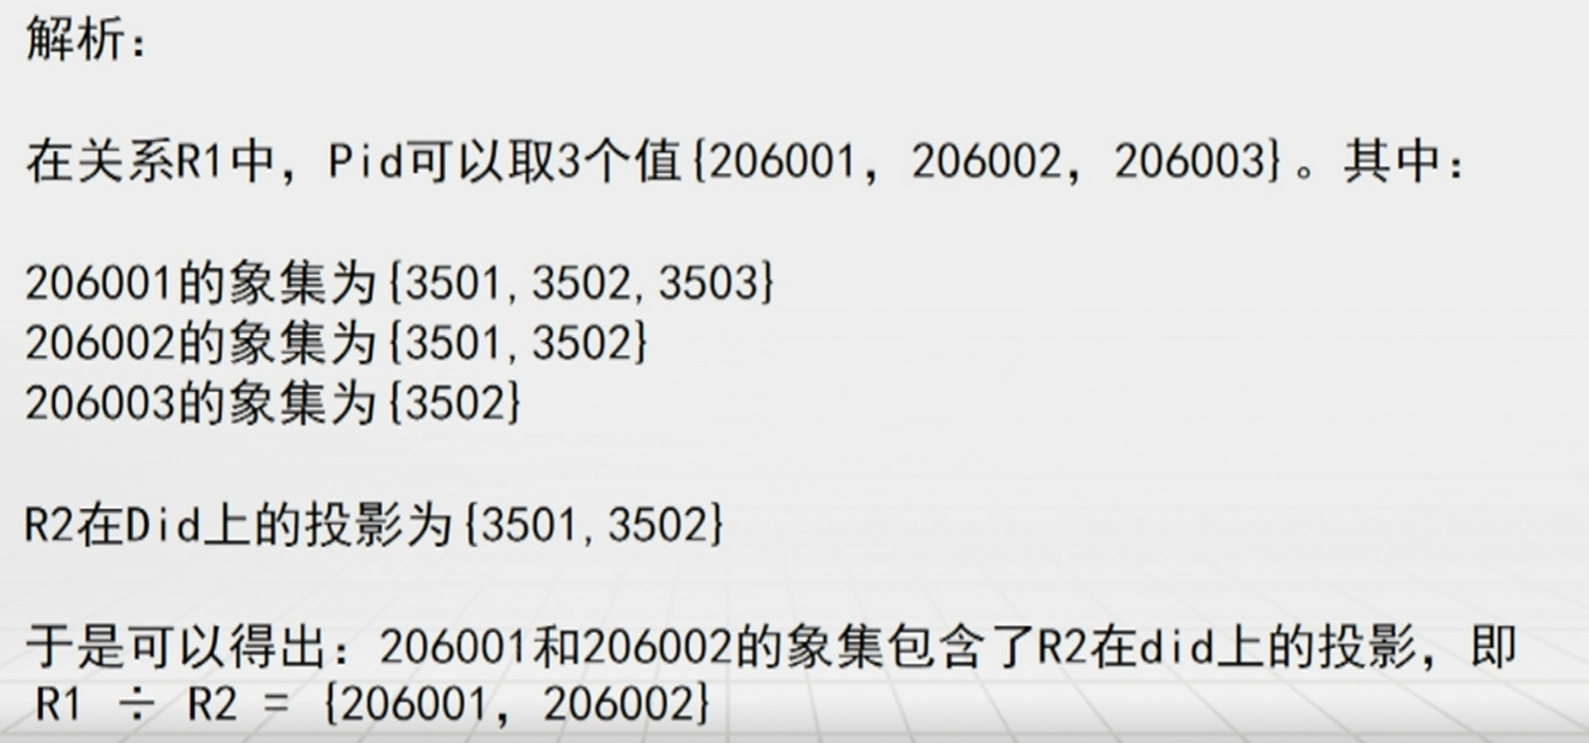 解析：
在关系R1中，Pid可以取3个值{206001，206002，206003}。其中：
206001的象集为{3501,3502,3503}
206002的象集为{3501,3502}
206003的象集为{3502}
R2在Did上的投影为{3501,3502}
于是可以得出：206001和206002的象集包含了R2在did上的投影，即
R1 ÷ R2 = {206001，206002}